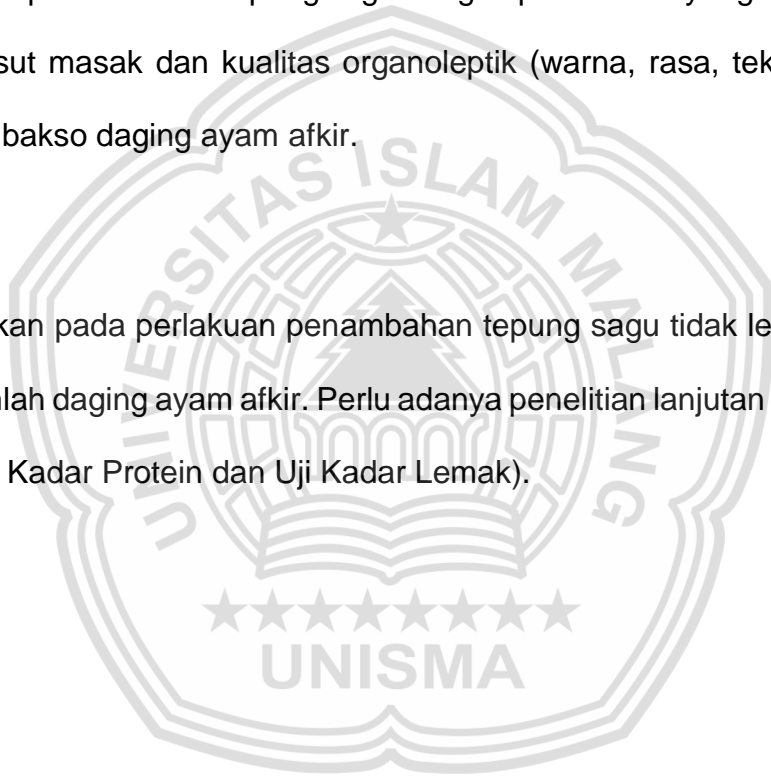 sut masak dan kualitas organoleptik (warna, rasa, tek
bakso daging ayam afkir.
kan pada perlakuan penambahan tepung sagu tidak le
lah daging ayam afkir. Perlu adanya penelitian lanjutan
Kadar Protein dan Uji Kadar Lemak).
UNIVERSITAS ISLAM MALANG
UNISMA